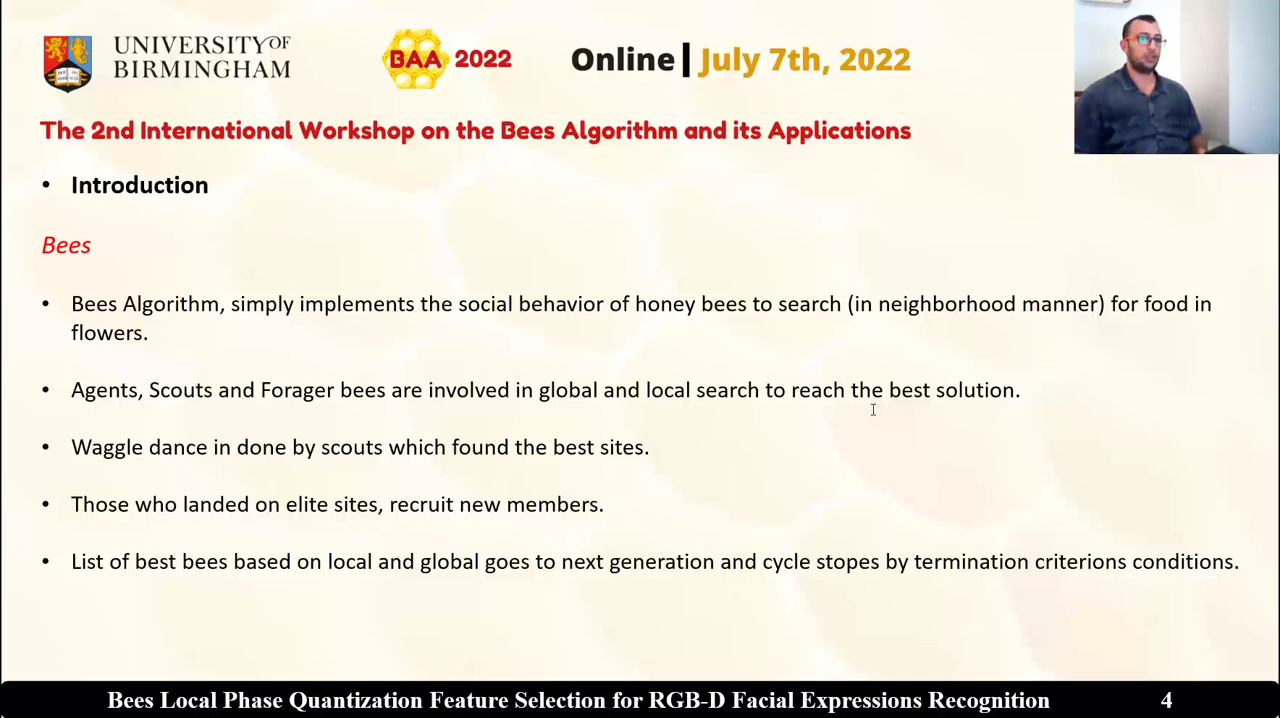 UNIVERSITY OF
BIRMINGHAM
BAA 2022
Online | July 7th, 2022
The 2nd International Workshop on the Bees Algorithm and its Applications
• Introduction
Bees
• Bees Algorithm, simply implements the social behavior of honey bees to search (in neighborhood manner) for food in
flowers.
• Agents, Scouts and Forager bees are involved in global and local search to reach the best solution.
• Waggle dance in done by scouts which found the best sites.
• Those who landed on elite sites, recruit new members.
• List of best bees based on local and global goes to next generation and cycle stopes by termination criterions conditions.
Bees Local Phase Quantization Feature Selection for RGB-D Facial Expressions Recognition 4